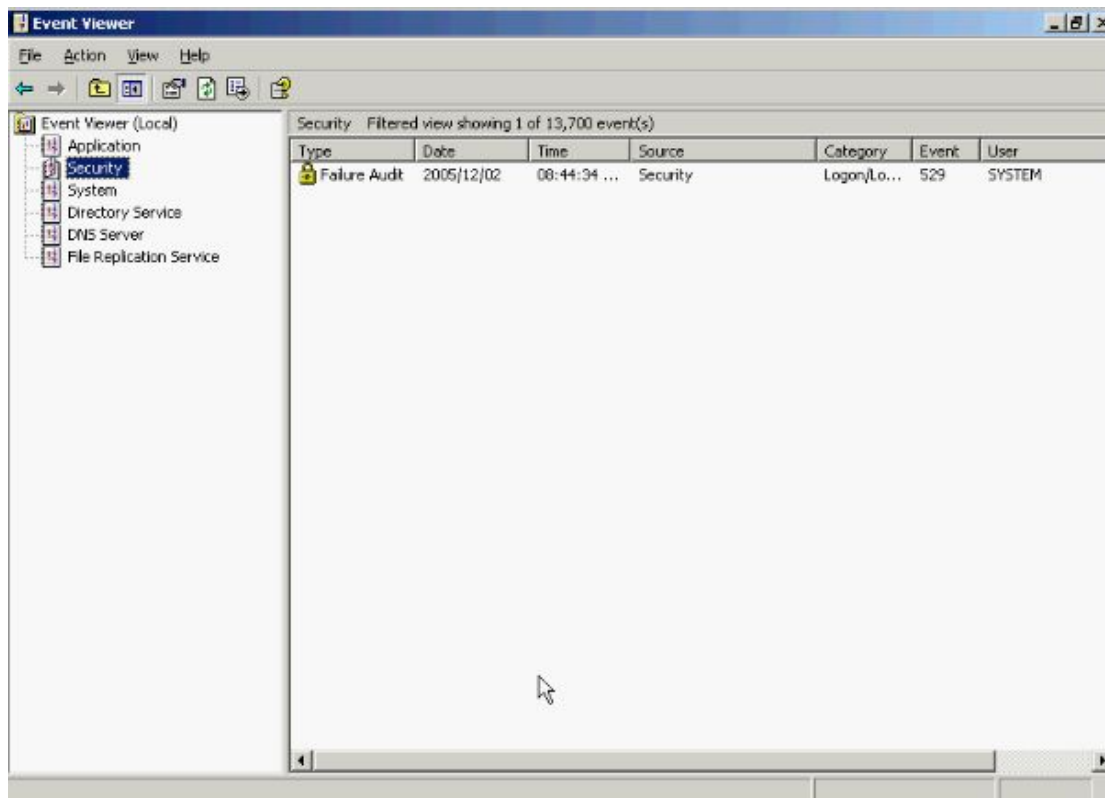 Event Viewer
File Action View Help
Event Viewer (Local)
Application
Security
System
Directory Service
DNS Server
File Replication Service
Security Filtered view showing 1 of 13,700 event(s)
Type Date Time Source Category Event User
Failure Audit 2005/12/02 08:44:34 ... Security Logon/Lo... 529 SYSTEM